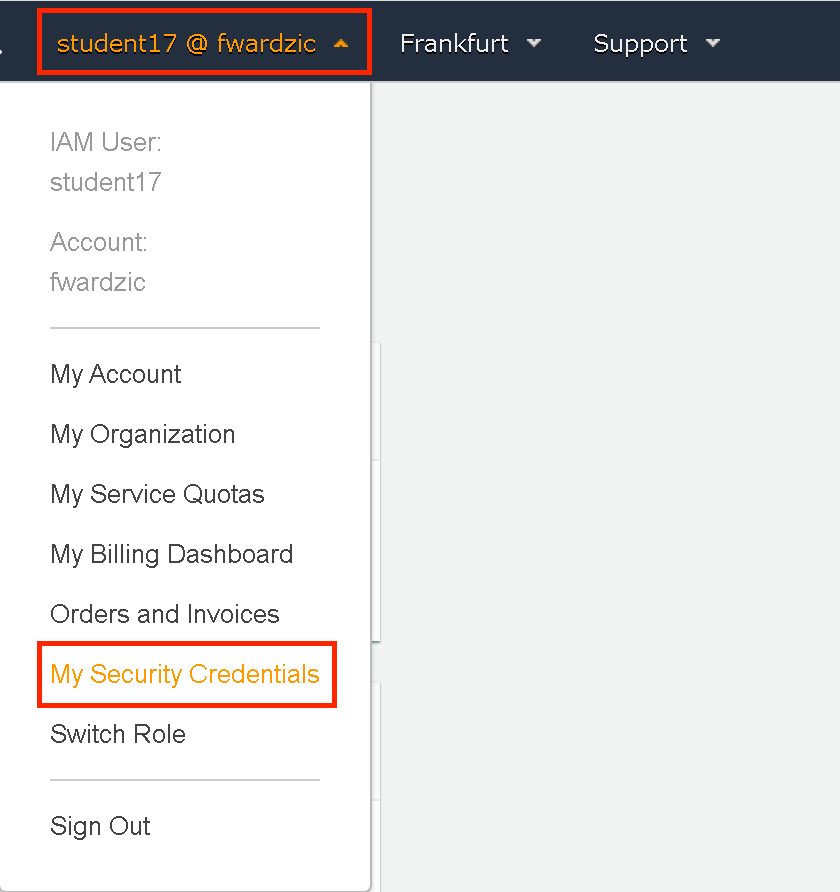 student17 @ fwardzic Frankfurt Support
IAM User:
student17
Account:
fwardzic
My Account
My Organization
My Service Quotas
My Billing Dashboard
Orders and Invoices
My Security Credentials
Switch Role
Sign Out